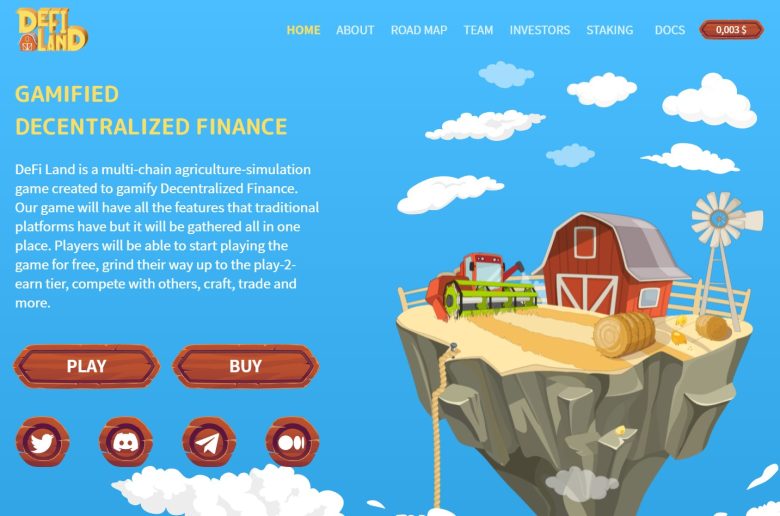 DEFI
LAND
HOME ABOUT ROAD MAP TEAM INVESTORS STAKING DOCS 0,003 $
GAMIFIED
DECENTRALIZED FINANCE
DeFi Land is a multi-chain agriculture-simulation
game created to gamify Decentralized Finance.
Our game will have all the features that traditional
platforms have but it will be gathered all in one
place. Players will be able to start playing the
game for free, grind their way up to the play-2-
earn tier, compete with others, craft, trade and
more.
PLAY BUY